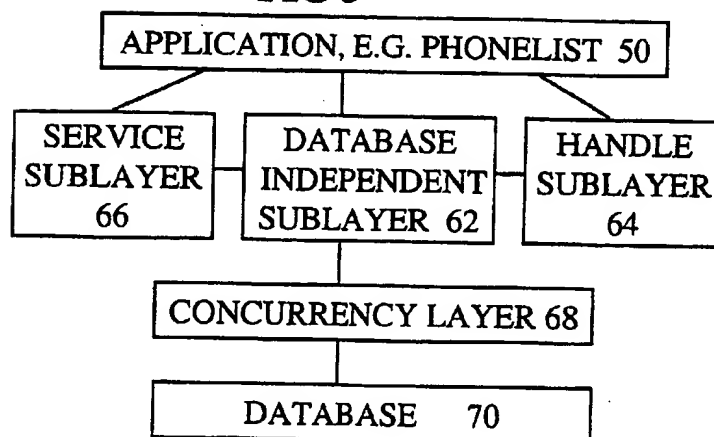 APPLICATION, E.G. PHONELIST 50
SERVICE
SUBLAYER
66
DATABASE
INDEPENDENT
SUBLAYER 62
HANDLE
SUBLAYER
64
CONCURRENCY LAYER 68
DATABASE 70